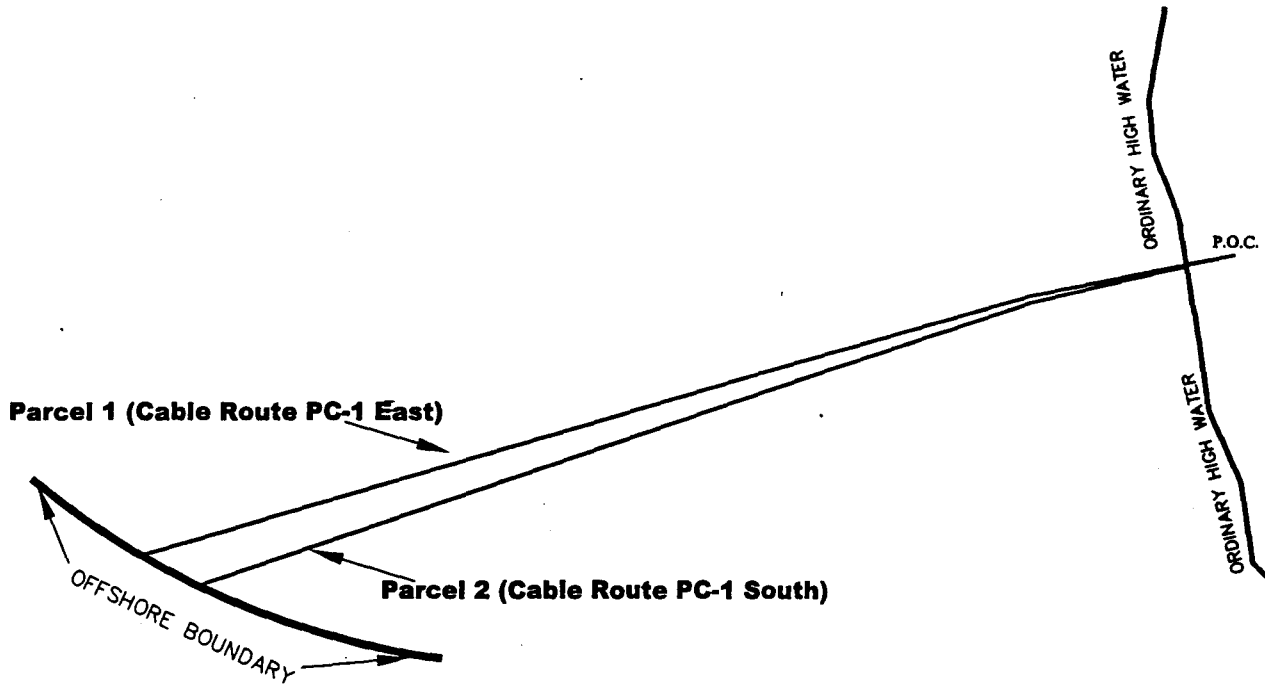 ORDINARY HIGH WATER
P.O.C.
Parcel 1 (Cable Route PC-1 East)
ORDINARY HIGH WATER
Parcel 2 (Cable Route PC-1 South)
OFFSHORE BOUNDARY